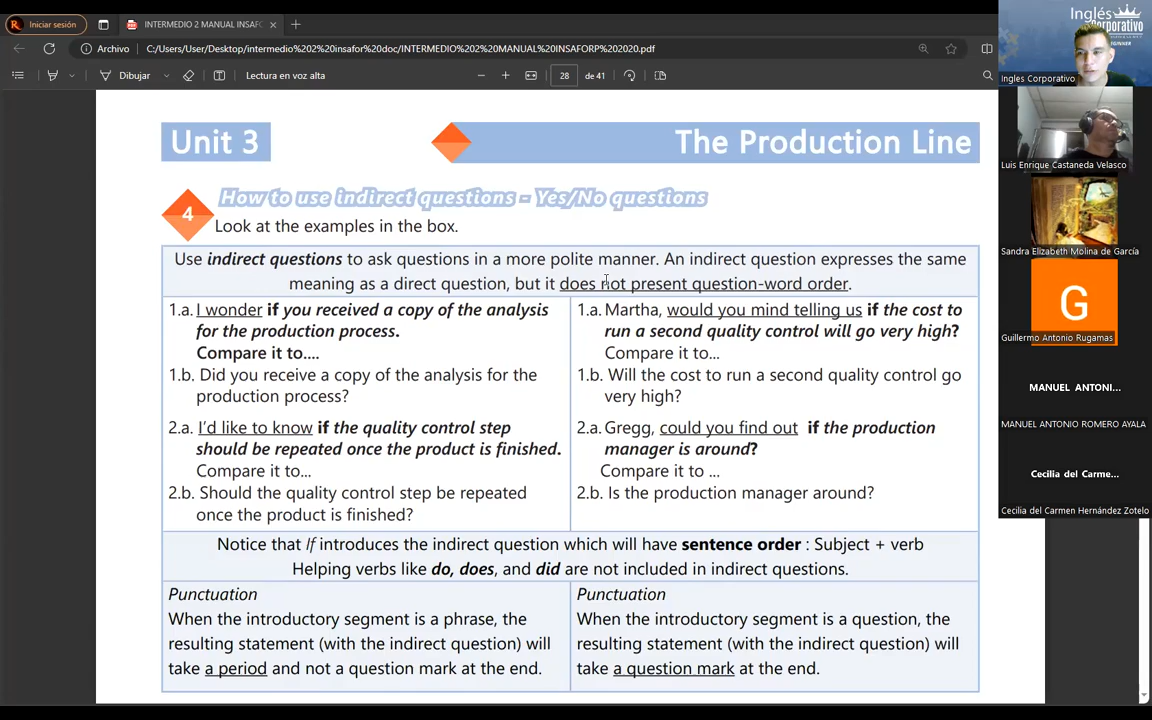 Iniciar sesión
INTERMEDIO 2 MANUAL INSAFO
Archivo
C:/Users/User/Desktop/intermedio%202%20insafor%20doc/INTERMEDIO%202%20MANUAL%20INSAFORP%202020.pdf
Dibujar
Lectura en voz alta
28
de 41
Unit 3
The Production Line
4
How to use indirect questions - Yes/No questions
Look at the examples in the box.
Use indirect questions to ask questions in a more polite manner. An indirect question expresses the same
meaning as a direct question, but it does not present question-word order.
1.a. I wonder if you received a copy of the analysis
for the production process.
Compare it to....
1.b. Did you receive a copy of the analysis for the
production process?
2.a. I'd like to know if the quality control step
should be repeated once the product is finished.
Compare it to...
2.b. Should the quality control step be repeated
once the product is finished?
1.a. Martha, would you mind telling us if the cost to
run a second quality control will go very high?
Compare it to...
1.b. Will the cost to run a second quality control go
very high?
2.a. Gregg, could you find out if the production
manager is around?
Compare it to ...
2.b. Is the production manager around?
Notice that If introduces the indirect question which will have sentence order : Subject + verb
Helping verbs like do, does, and did are not included in indirect questions.
Punctuation
When the introductory segment is a phrase, the
resulting statement (with the indirect question) will
take a period and not a question mark at the end.
Punctuation
When the introductory segment is a question, the
resulting statement (with the indirect question) will
take a question mark at the end.
Inglés
Corporativo
Ingles Corporativo
Luis Enrique Castaneda Velasco
Sandra Elizabeth Molina de García
G
Guillermo Antonio Rugamas
MANUEL ANTONI...
MANUEL ANTONIO ROMERO AYALA
Cecilia del Carme...
Cecilia del Carmen Hernández Zotelo